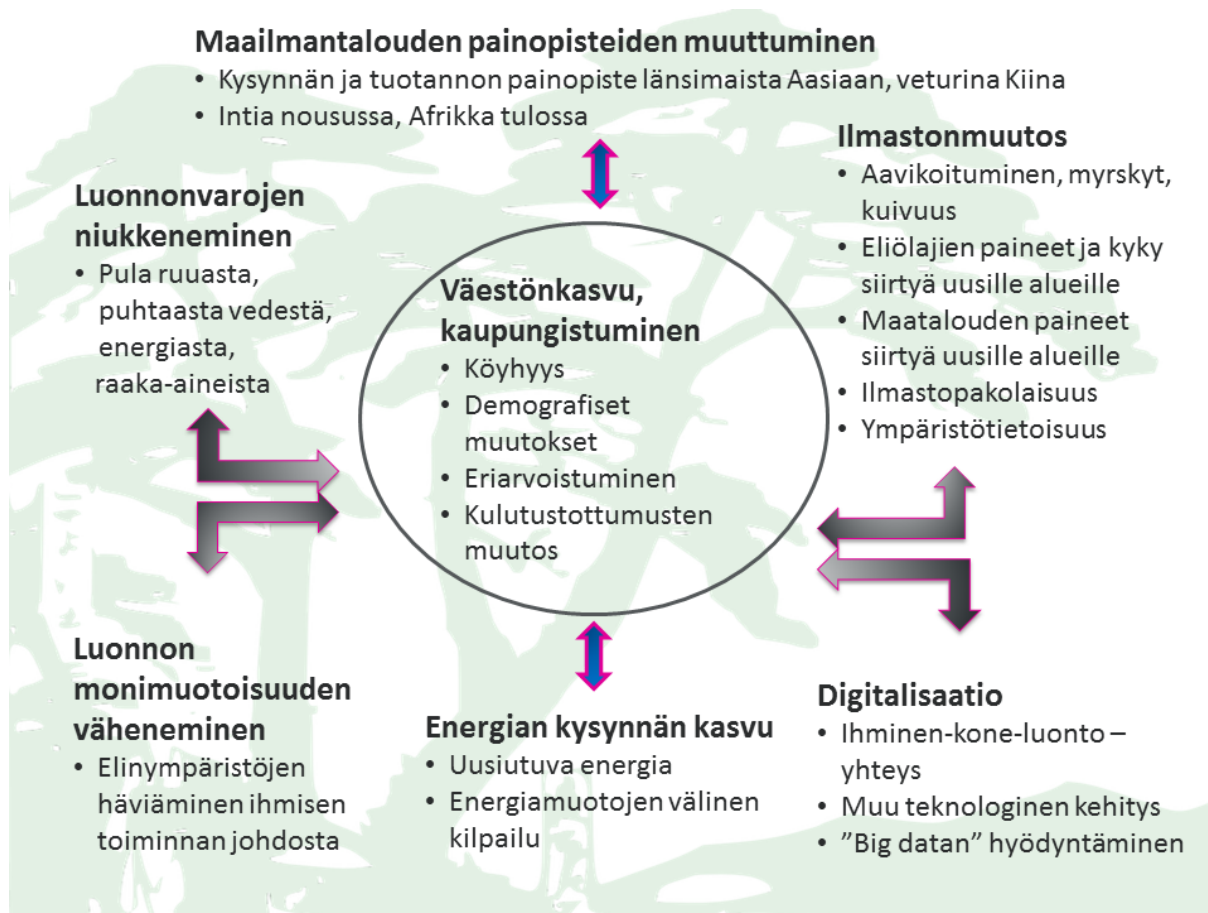 Maailmantalouden painopisteiden muuttuminen
• Kysynnän ja tuotannon painopiste länsimaista Aasiaan, veturina Kiina
• Intia nousussa, Afrikka tulossa
Luonnonvarojen
niukkeneminen
• Pula ruuasta,
puhtaasta vedestä,
energiasta,
raaka-aineista
Väestönkasvu,
kaupungistuminen
• Köyhyys
• Demografiset
muutokset
• Eriarvoistuminen
• Kulutustottumusten
muutos
Ilmastonmuutos
• Aavikoituminen, myrskyt,
kuivuus
• Eliölajien paineet ja kyky
siirtyä uusille alueille
• Maatalouden paineet
siirtyä uusille alueille
• Ilmastopakolaisuus
• Ympäristötietoisuus
Luonnon
monimuotoisuuden
väheneminen
• Elinympäristöjen
häviäminen ihmisen
toiminnan johdosta
Energian kysynnän kasvu
• Uusiutuva energia
• Energiamuotojen välinen
kilpailu
Digitalisaatio
• Ihminen-kone-luonto –
yhteys
• Muu teknologinen kehitys
• ”Big datan” hyödyntäminen